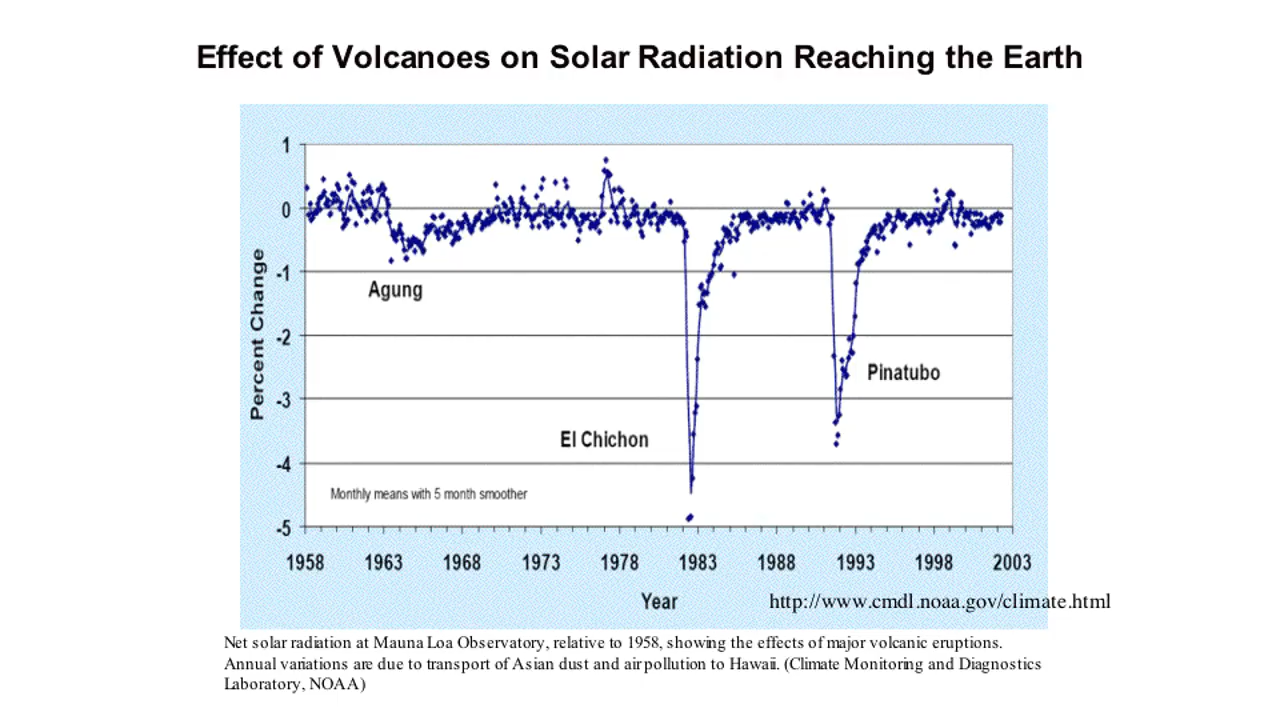 Effect of Volcanoes on Solar Radiation Reaching the Earth
1
0
-1
-2
-3
-4
-5
Percent Change
Agung
Pinatubo
El Chichon
Monthly means with 5 month smoother
1958 1963 1968 1973 1978 1983 1988 1993 1998 2003
Year
http://www.cmdl.noaa.gov/climate.html
Net solar radiation at Mauna Loa Observatory, relative to 1958, showing the effects of major volcanic eruptions.
Annual variations are due to transport of Asian dust and air pollution to Hawaii. (Climate Monitoring and Diagnostics
Laboratory, NOAA)